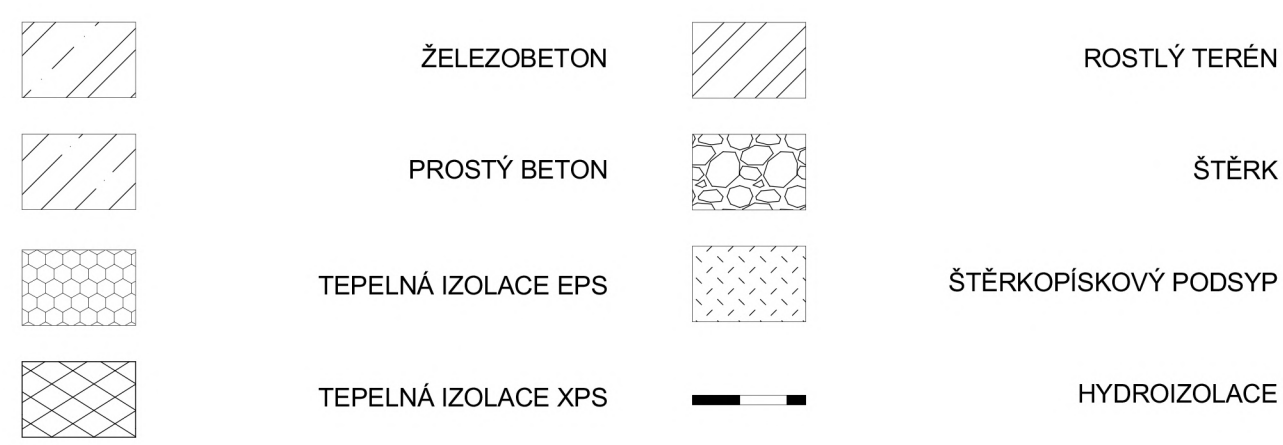 ŽELEZOBETON
PROSTÝ BETON
TEPELNÁ IZOLACE EPS
TEPELNÁ IZOLACE XPS
ROSTLÝ TERÉN
ŠTĚRK
ŠTĚRKOPÍSKOVÝ PODSYP
HYDROIZOLACE